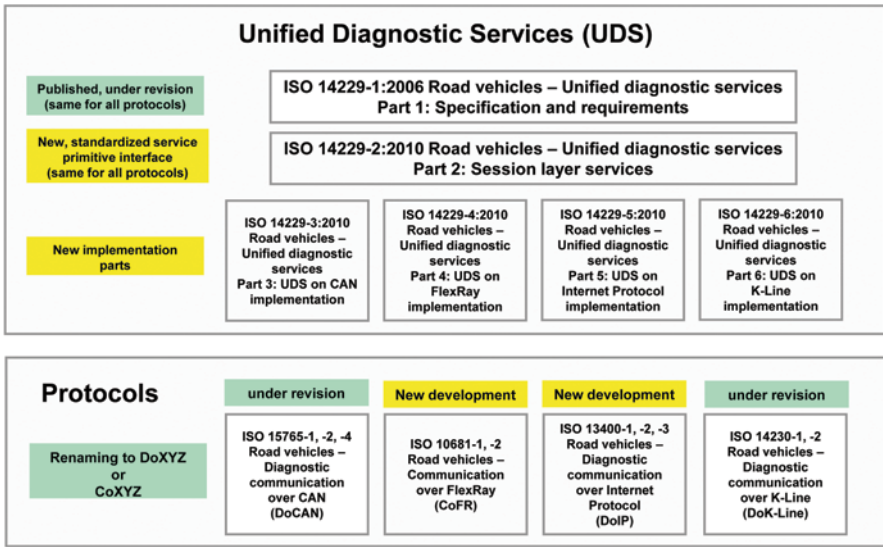 Unified Diagnostic Services (UDS)
Published, under revision
(same for all protocols)
ISO 14229-1:2006 Road vehicles – Unified diagnostic services
Part 1: Specification and requirements
New, standardized service
primitive interface
(same for all protocols)
ISO 14229-2:2010 Road vehicles – Unified diagnostic services
Part 2: Session layer services
New implementation
parts
ISO 14229-3:2010
Road vehicles –
Unified diagnostic
services
Part 3: UDS on CAN
implementation
ISO 14229-4:2010
Road vehicles –
Unified diagnostic
services
Part 4: UDS on
FlexRay
implementation
ISO 14229-5:2010
Road vehicles –
Unified diagnostic
services
Part 5: UDS on
Internet Protocol
implementation
ISO 14229-6:2010
Road vehicles –
Unified diagnostic
services
Part 6: UDS on
K-Line
implementation
Protocols
under revision
New development
New development
under revision
Renaming to DoXYZ
or
CoXYZ
ISO 15765-1, -2, -4
Road vehicles –
Diagnostic
communication
over CAN
(DoCAN)
ISO 10681-1, -2
Road vehicles –
Communication
over FlexRay
(CoFR)
ISO 13400-1, -2, -3
Road vehicles –
Diagnostic
communication
over Internet
Protocol
(DoIP)
ISO 14230-1, -2
Road vehicles –
Diagnostic
communication
over K-Line
(DoK-Line)